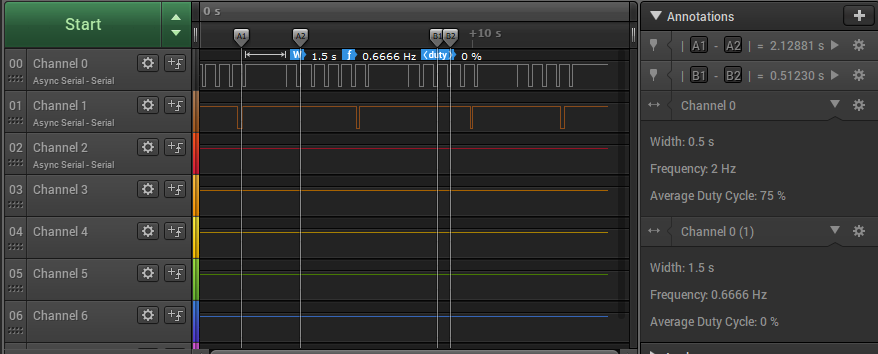 Start
0 s
+10 s
A1
A2
B1
B2
W 1.5 s f 0.6666 Hz duty 0 %
00 Channel 0
Async Serial - Serial
01 Channel 1
Async Serial - Serial
02 Channel 2
Async Serial - Serial
03 Channel 3
04 Channel 4
05 Channel 5
06 Channel 6
Annotations
| A1 - A2 | = 2.12881 s
| B1 - B2 | = 0.51230 s
Channel 0
Width: 0.5 s
Frequency: 2 Hz
Average Duty Cycle: 75 %
Channel 0 (1)
Width: 1.5 s
Frequency: 0.6666 Hz
Average Duty Cycle: 0 %